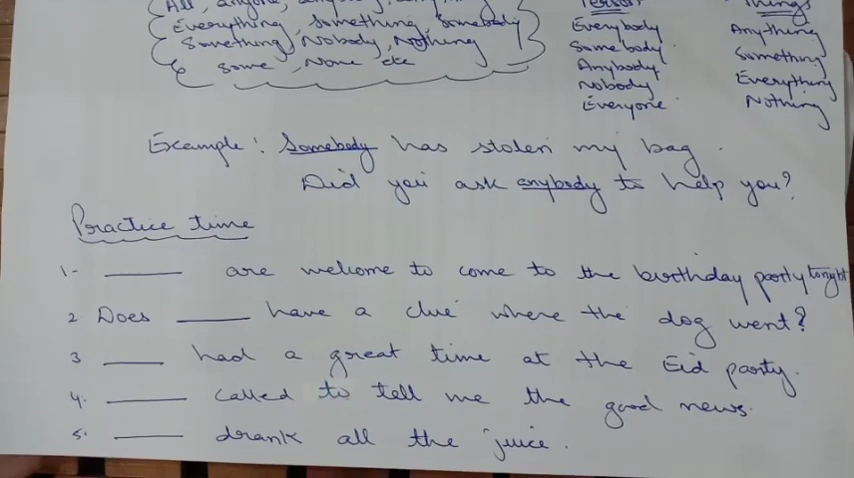 All, anyone,
Everything, Something, Somebody
Something, Nobody, Nothing
Some, None etc
Person Things
Everybody Anything
Somebody Something
Anybody Everything
Nobody Nothing
Everyone
Example: Somebody has stolen my bag.
Did you ask anybody to help you?
Practice time
1- ______ are welcome to come to the birthday party tonight
2 Does ______ have a clue where the dog went?
3 ______ had a great time at the Eid party.
4. ______ called to tell me the good news.
5. ______ drank all the juice.